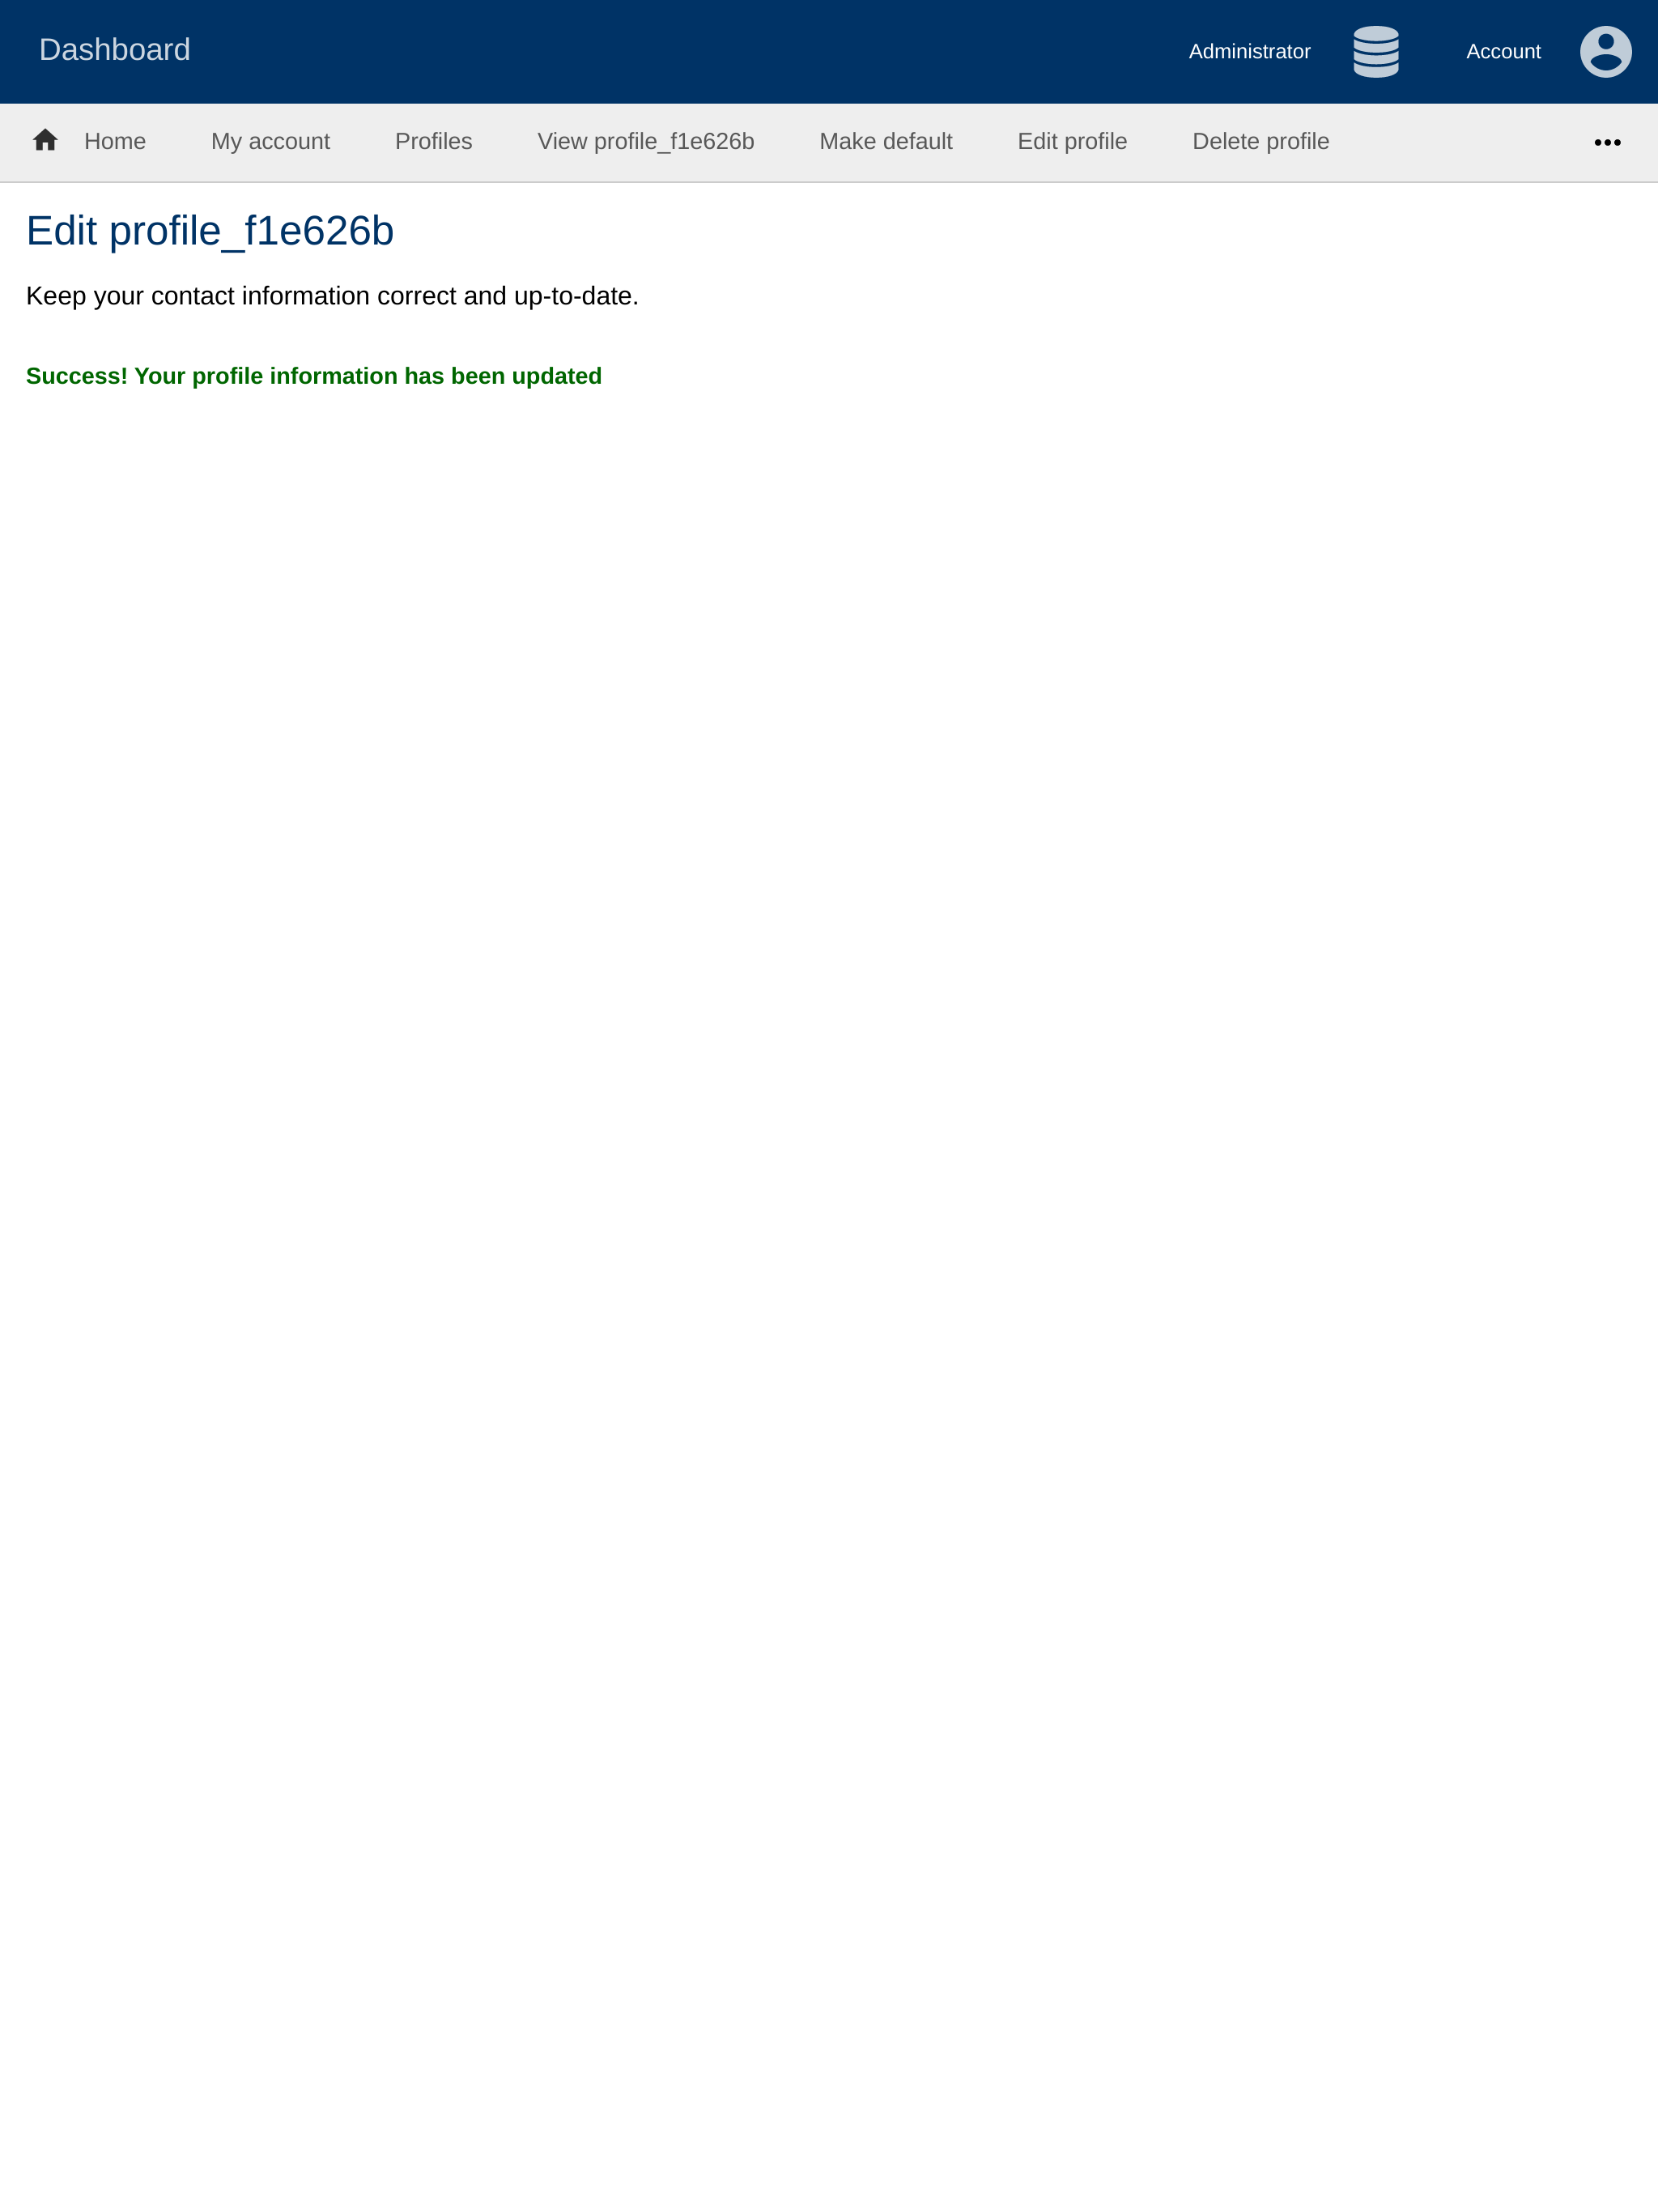 Dashboard
Administrator
Account
Home
My account
Profiles
View profile_f1e626b
Make default
Edit profile
Delete profile
Edit profile_f1e626b
Keep your contact information correct and up-to-date.
Success! Your profile information has been updated